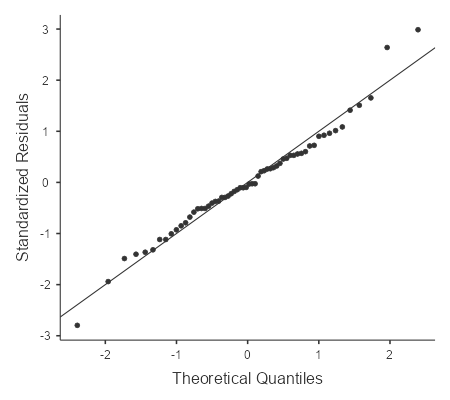 3
2
1
0
-1
-2
-3
-2 -1 0 1 2
Standardized Residuals
Theoretical Quantiles